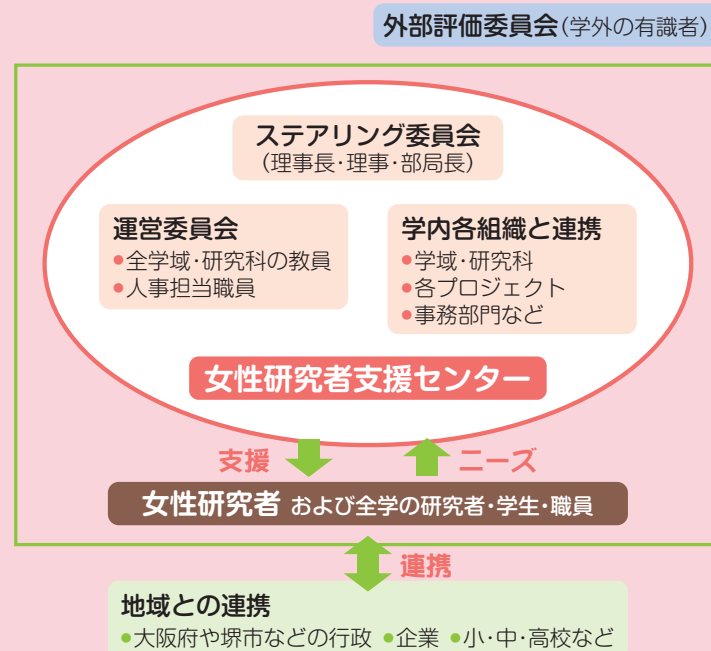 外部評価委員会(学外の有識者)
ステアリング委員会
(理事長・理事・部局長)
運営委員会
●全学域・研究科の教員
●人事担当職員
学内各組織と連携
●学域・研究科
●各プロジェクト
●事務部門など
女性研究者支援センター
支援
ニーズ
女性研究者 および全学の研究者・学生・職員
連携
地域との連携
●大阪府や堺市などの行政 ●企業 ●小・中・高校など